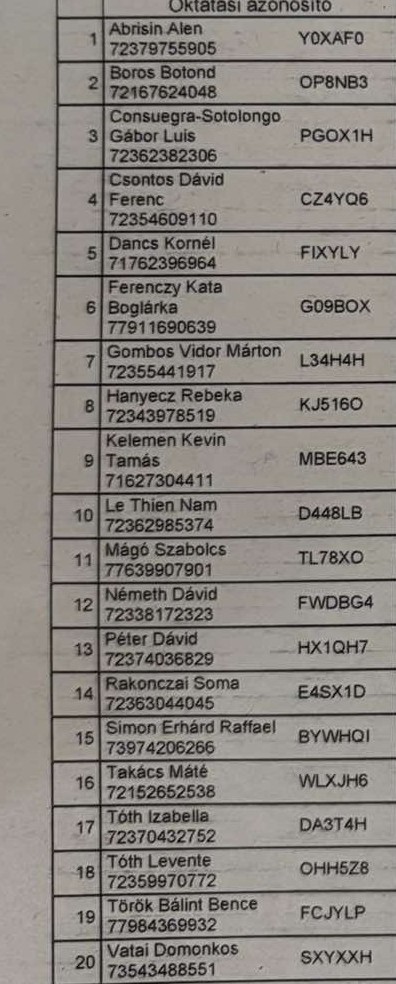 Oktatási azonosító
1 Abrisin Alen Y0XAF0
72379755905
2 Boros Botond OP8NB3
72167624048
Consuegra-Sotolongo
3 Gábor Luis PGOX1H
72362382306
Csontos Dávid
4 Ferenc CZ4YQ6
72354609110
5 Dancs Kornél FIXYLY
71762396964
Ferenczy Kata
6 Boglárka G09BOX
77911690639
7 Gombos Vidor Márton L34H4H
72355441917
8 Hanyecz Rebeka KJ516O
72343978519
Kelemen Kevin
9 Tamás MBE643
71627304411
10 Le Thien Nam D448LB
72362985374
11 Mágó Szabolcs TL78XO
77639907901
12 Németh Dávid FWDBG4
72338172323
13 Péter Dávid HX1QH7
72374036829
14 Rakonczai Soma E4SX1D
72363044045
15 Simon Erhárd Raffael BYWHQI
73974206266
16 Takács Máté WLXJH6
72152652538
17 Tóth Izabella DA3T4H
72370432752
18 Tóth Levente OHH5Z8
72359970772
19 Török Bálint Bence FCJYLP
77984369932
20 Vatai Domonkos SXYXXH
73543488551